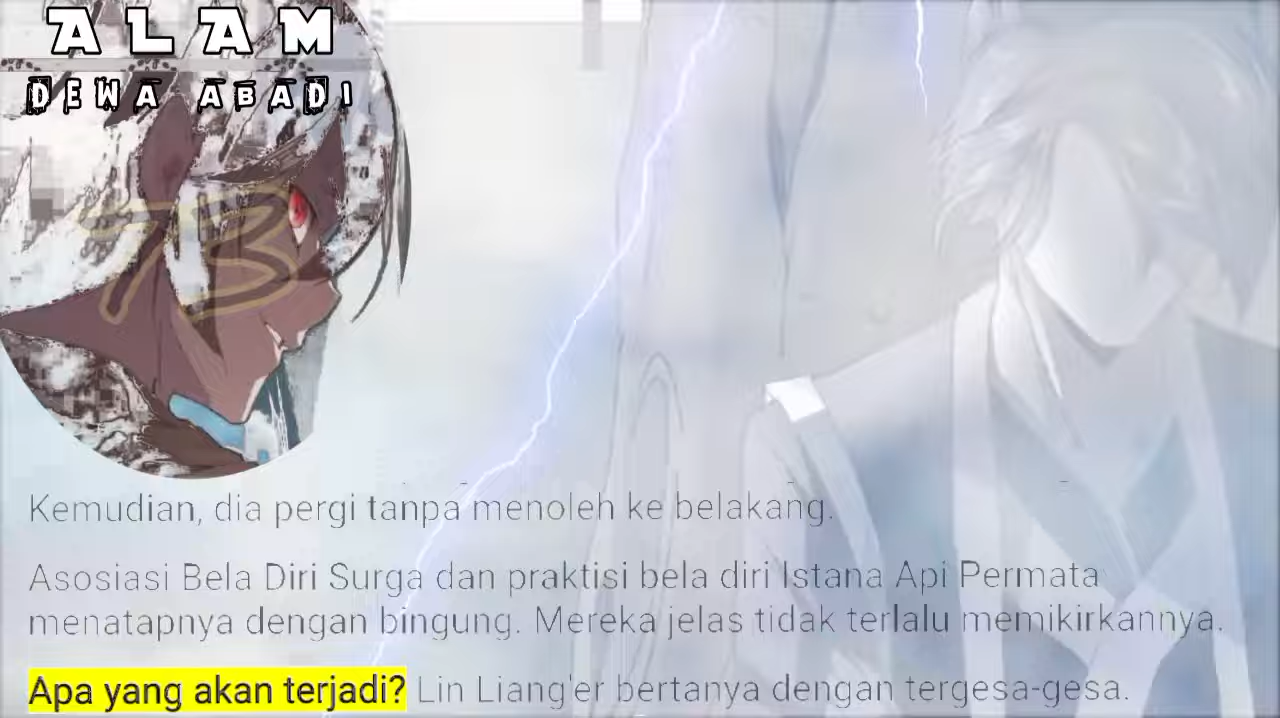 ALAM
DEWA ABADI
7B
Kemudian, dia pergi tanpa menoleh ke belakang.
Asosiasi Bela Diri Surga dan praktisi bela diri Istana Api Permata
menatapnya dengan bingung. Mereka jelas tidak terlalu memikirkannya.
Apa yang akan terjadi? Lin Liang'er bertanya dengan tergesa-gesa.